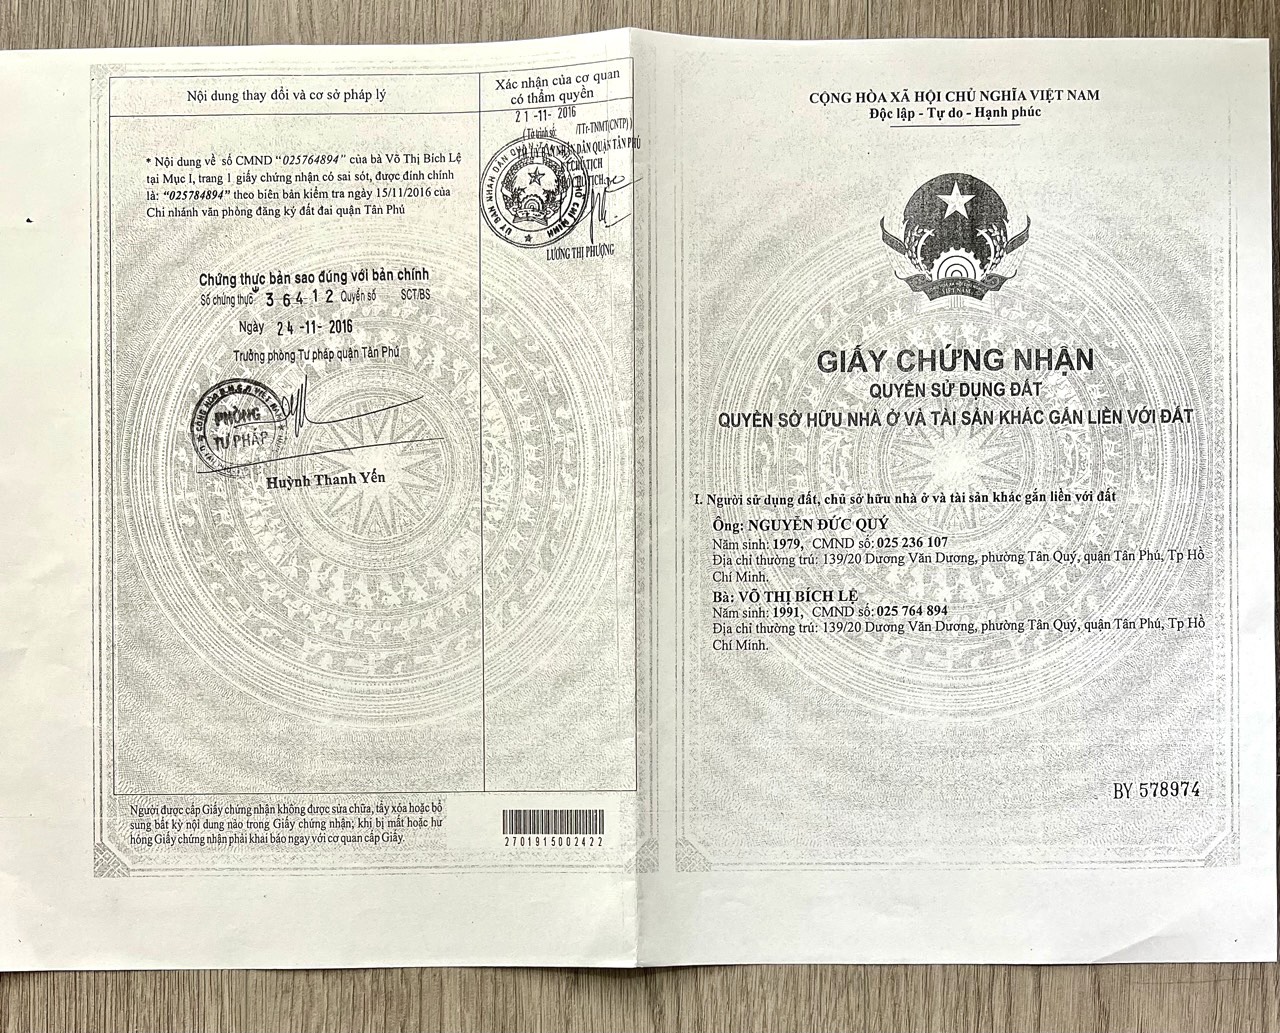 Nội dung thay đổi và cơ sở pháp lý
Xác nhận của cơ quan
có thẩm quyền
* Nội dung về số CMND “025764894” của bà Võ Thị Bích Lệ
tại Mục I, trang 1 giấy chứng nhận có sai sót, được đính chính
là: “025784894” theo biên bản kiểm tra ngày 15/11/2016 của
Chi nhánh văn phòng đăng ký đất đai quận Tân Phú
21-11-2016
(Tờ trình số: /TTr-TNMT(CNTP))
BAN NHÂN DÂN QUẬN TÂN PHÚ
CHỦ TỊCH
CHỦ TỊCH
LƯƠNG THỊ PHƯỢNG
Chứng thực bản sao đúng với bản chính
Số chứng thực 36412 Quyển số SCT/BS
Ngày 24-11-2016
Trưởng phòng Tư pháp quận Tân Phú
PHÒNG
TƯ PHÁP
Huỳnh Thanh Yến
Người được cấp Giấy chứng nhận không được sửa chữa, tẩy xóa hoặc bổ
sung bất kỳ nội dung nào trong Giấy chứng nhận; khi bị mất hoặc hư
hỏng Giấy chứng nhận phải khai báo ngay với cơ quan cấp Giấy.
2701915002422
CỘNG HÒA XÃ HỘI CHỦ NGHĨA VIỆT NAM
Độc lập - Tự do - Hạnh phúc
VIỆT NAM
GIẤY CHỨNG NHẬN
QUYỀN SỬ DỤNG ĐẤT
QUYỀN SỞ HỮU NHÀ Ở VÀ TÀI SẢN KHÁC GẮN LIỀN VỚI ĐẤT
I. Người sử dụng đất, chủ sở hữu nhà ở và tài sản khác gắn liền với đất
Ông: NGUYỄN ĐỨC QUÝ
Năm sinh: 1979, CMND số: 025 236 107
Địa chỉ thường trú: 139/20 Dương Văn Dương, phường Tân Quý, quận Tân Phú, Tp Hồ
Chí Minh.
Bà: VÕ THỊ BÍCH LỆ
Năm sinh: 1991, CMND số: 025 764 894
Địa chỉ thường trú: 139/20 Dương Văn Dương, phường Tân Quý, quận Tân Phú, Tp Hồ
Chí Minh.
BY 578974